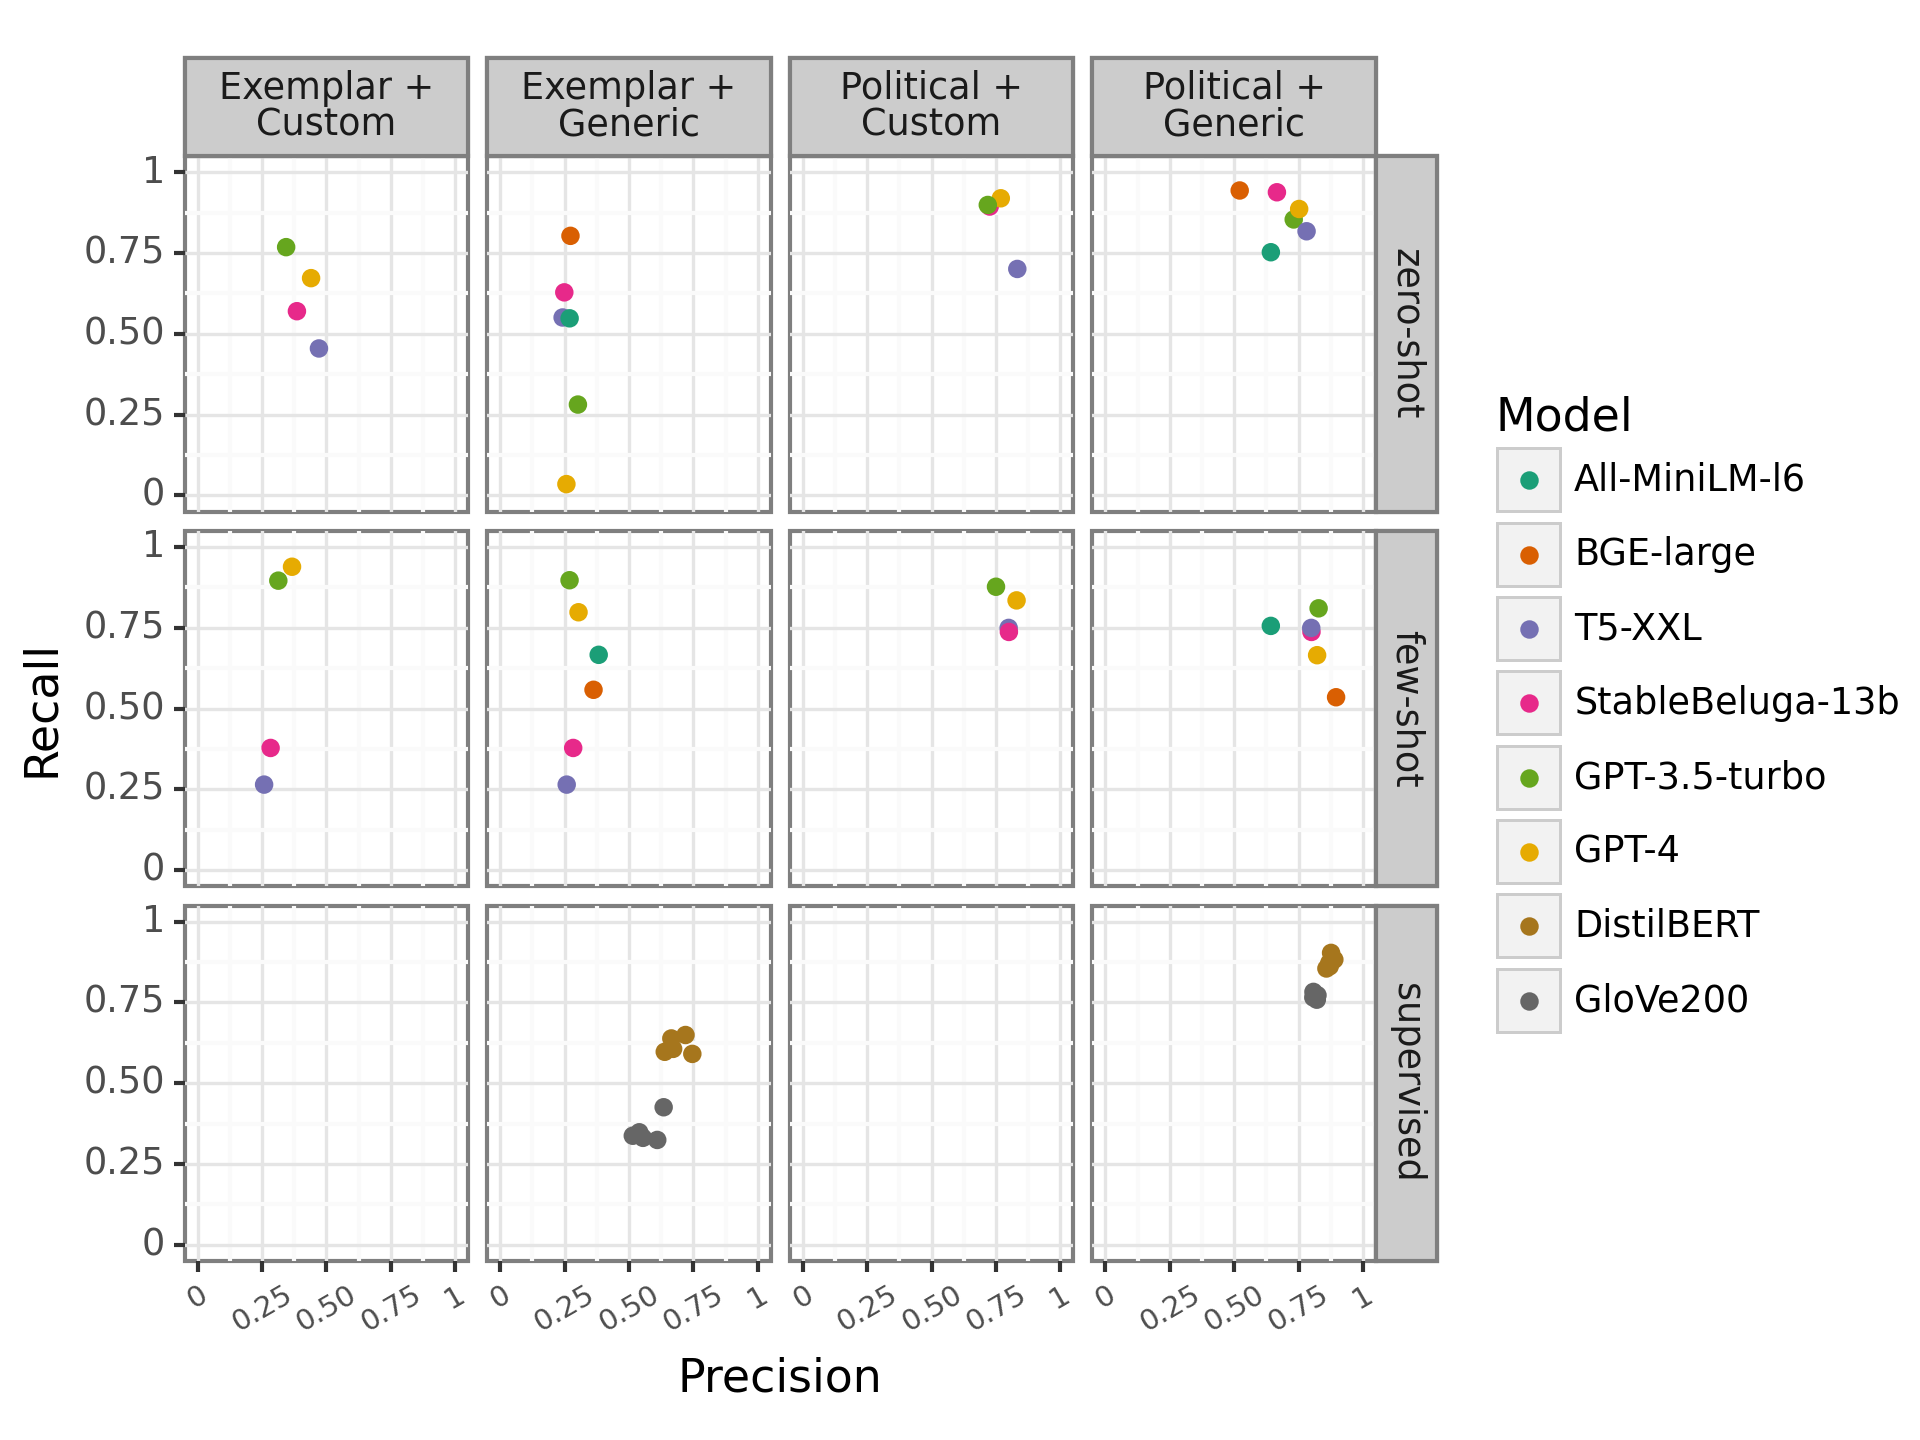 Exemplar +
Custom
Exemplar +
Generic
Political +
Custom
Political +
Generic
1
0.75
0.50
0.25
0
zero-shot
1
0.75
0.50
0.25
0
few-shot
1
0.75
0.50
0.25
0
supervised
0 0.25 0.50 0.75 1
0 0.25 0.50 0.75 1
0 0.25 0.50 0.75 1
0 0.25 0.50 0.75 1
Recall
Precision
Model
All-MiniLM-l6
BGE-large
T5-XXL
StableBeluga-13b
GPT-3.5-turbo
GPT-4
DistilBERT
GloVe200